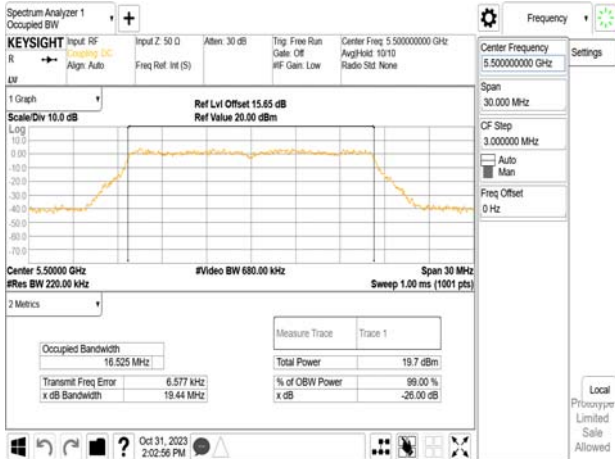 Spectrum Analyzer 1
Occupied BW
Frequency
KEYSIGHT
R
LXI
Input: RF
Coupling: DC
Align: Auto
Input Z: 50 Ω
Freq Ref: Int (S)
Atten: 30 dB
Trig: Free Run
Gate: Off
#IF Gain: Low
Center Freq: 5.500000000 GHz
Avg|Hold: 10/10
Radio Std: None
Center Frequency
5.500000000 GHz
Settings
Span
30.000 MHz
CF Step
3.000000 MHz
Auto
Man
Freq Offset
0 Hz
1 Graph
Scale/Div 10.0 dB
Ref Lvl Offset 15.65 dB
Ref Value 20.00 dBm
Log
10.0
0.00
-10.0
-20.0
-30.0
-40.0
-50.0
-60.0
-70.0
Center 5.50000 GHz
#Video BW 680.00 kHz
Span 30 MHz
#Res BW 220.00 kHz
Sweep 1.00 ms (1001 pts)
2 Metrics
Measure Trace Trace 1
Occupied Bandwidth
16.525 MHz
Total Power 19.7 dBm
Transmit Freq Error 6.577 kHz
% of OBW Power 99.00 %
x dB Bandwidth 19.44 MHz
x dB -26.00 dB
Local
Prototype
Limited
Sale
Allowed
Oct 31, 2023
2:02:56 PM